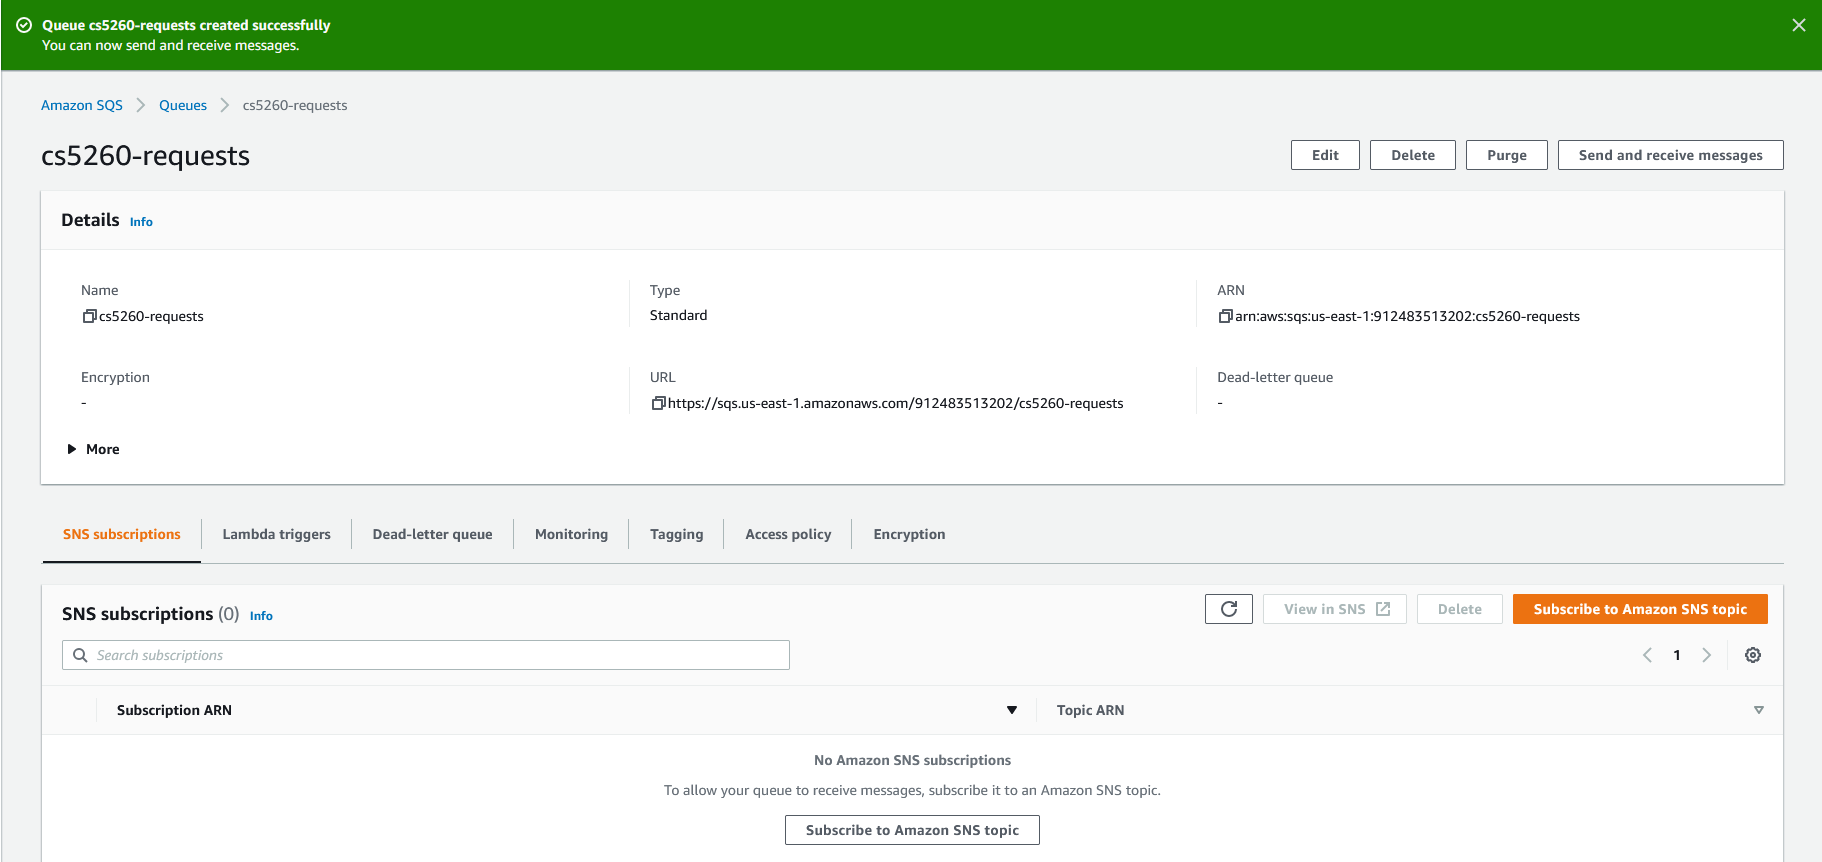 Queue cs5260-requests created successfully
You can now send and receive messages.
Amazon SQS Queues cs5260-requests
cs5260-requests
Edit Delete Purge Send and receive messages
Details Info
Name Type ARN
cs5260-requests Standard arn:aws:sqs:us-east-1:912483513202:cs5260-requests
Encryption URL Dead-letter queue
- https://sqs.us-east-1.amazonaws.com/912483513202/cs5260-requests -
More
SNS subscriptions Lambda triggers Dead-letter queue Monitoring Tagging Access policy Encryption
SNS subscriptions (0) Info View in SNS Delete Subscribe to Amazon SNS topic
Search subscriptions 1
Subscription ARN Topic ARN
No Amazon SNS subscriptions
To allow your queue to receive messages, subscribe it to an Amazon SNS topic.
Subscribe to Amazon SNS topic